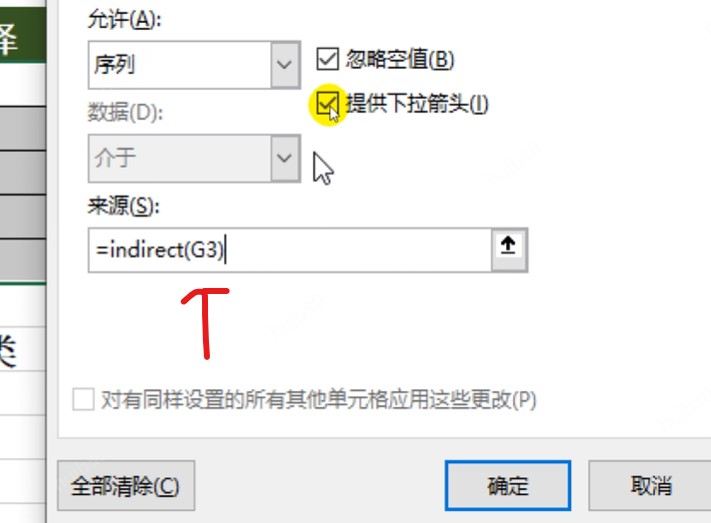 择
允许(A):
序列
忽略空值(B)
提供下拉箭头(I)
数据(D):
介于
来源(S):
=indirect(G3)
类
对有同样设置的所有其他单元格应用这些更改(P)
全部清除(C)
确定
取消